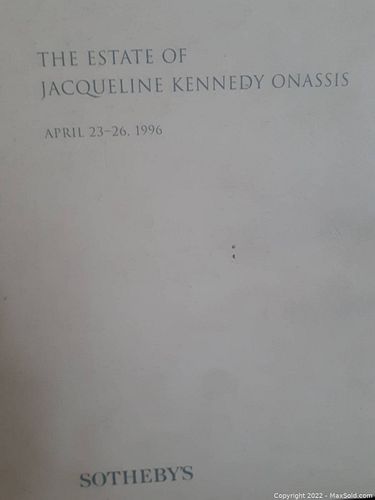 THE ESTATE OF
JACQUELINE KENNEDY ONASSIS
APRIL 23-26, 1996
SOTHEBY'S
Copyright 2022 - MaxSold.com